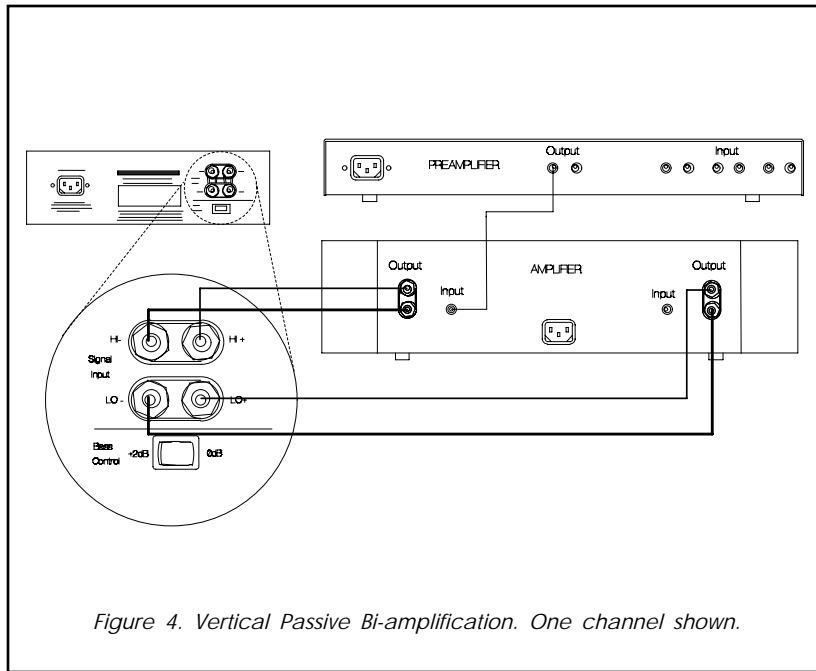 PREAMPLIFIER
Output
Input
Output
Input
AMPLIFIER
Input
Output
HI-
HI +
Signal
Input
LO -
LO+
Bass
Control
+2dB
0dB
Figure 4. Vertical Passive Bi-amplification. One channel shown.